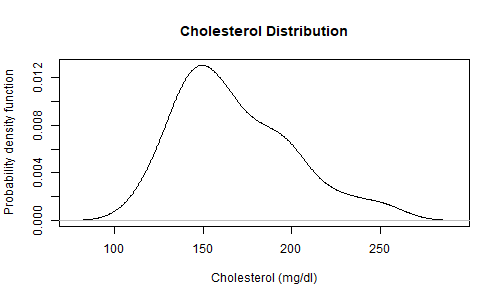 Cholesterol Distribution
Probability density function
0.012
0.008
0.004
0.000
100 150 200 250
Cholesterol (mg/dl)